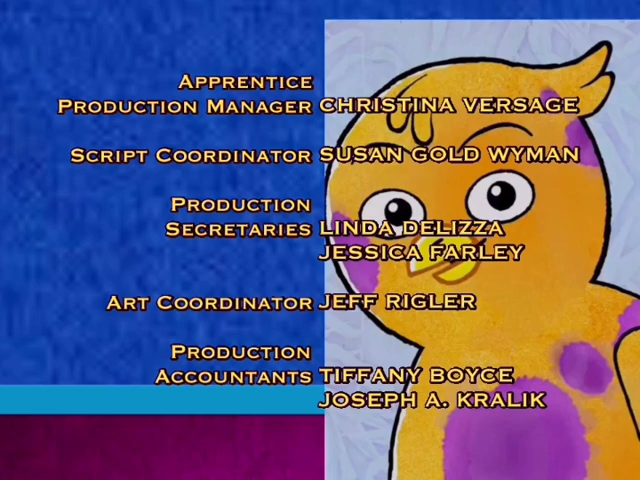 APPRENTICE
PRODUCTION MANAGER CHRISTINA VERSAGE
SCRIPT COORDINATOR SUSAN GOLD WYMAN
PRODUCTION
SECRETARIES LINDA DELIZZA
JESSICA FARLEY
ART COORDINATOR JEFF RIGLER
PRODUCTION
ACCOUNTANTS TIFFANY BOYCE
JOSEPH A. KRALIK